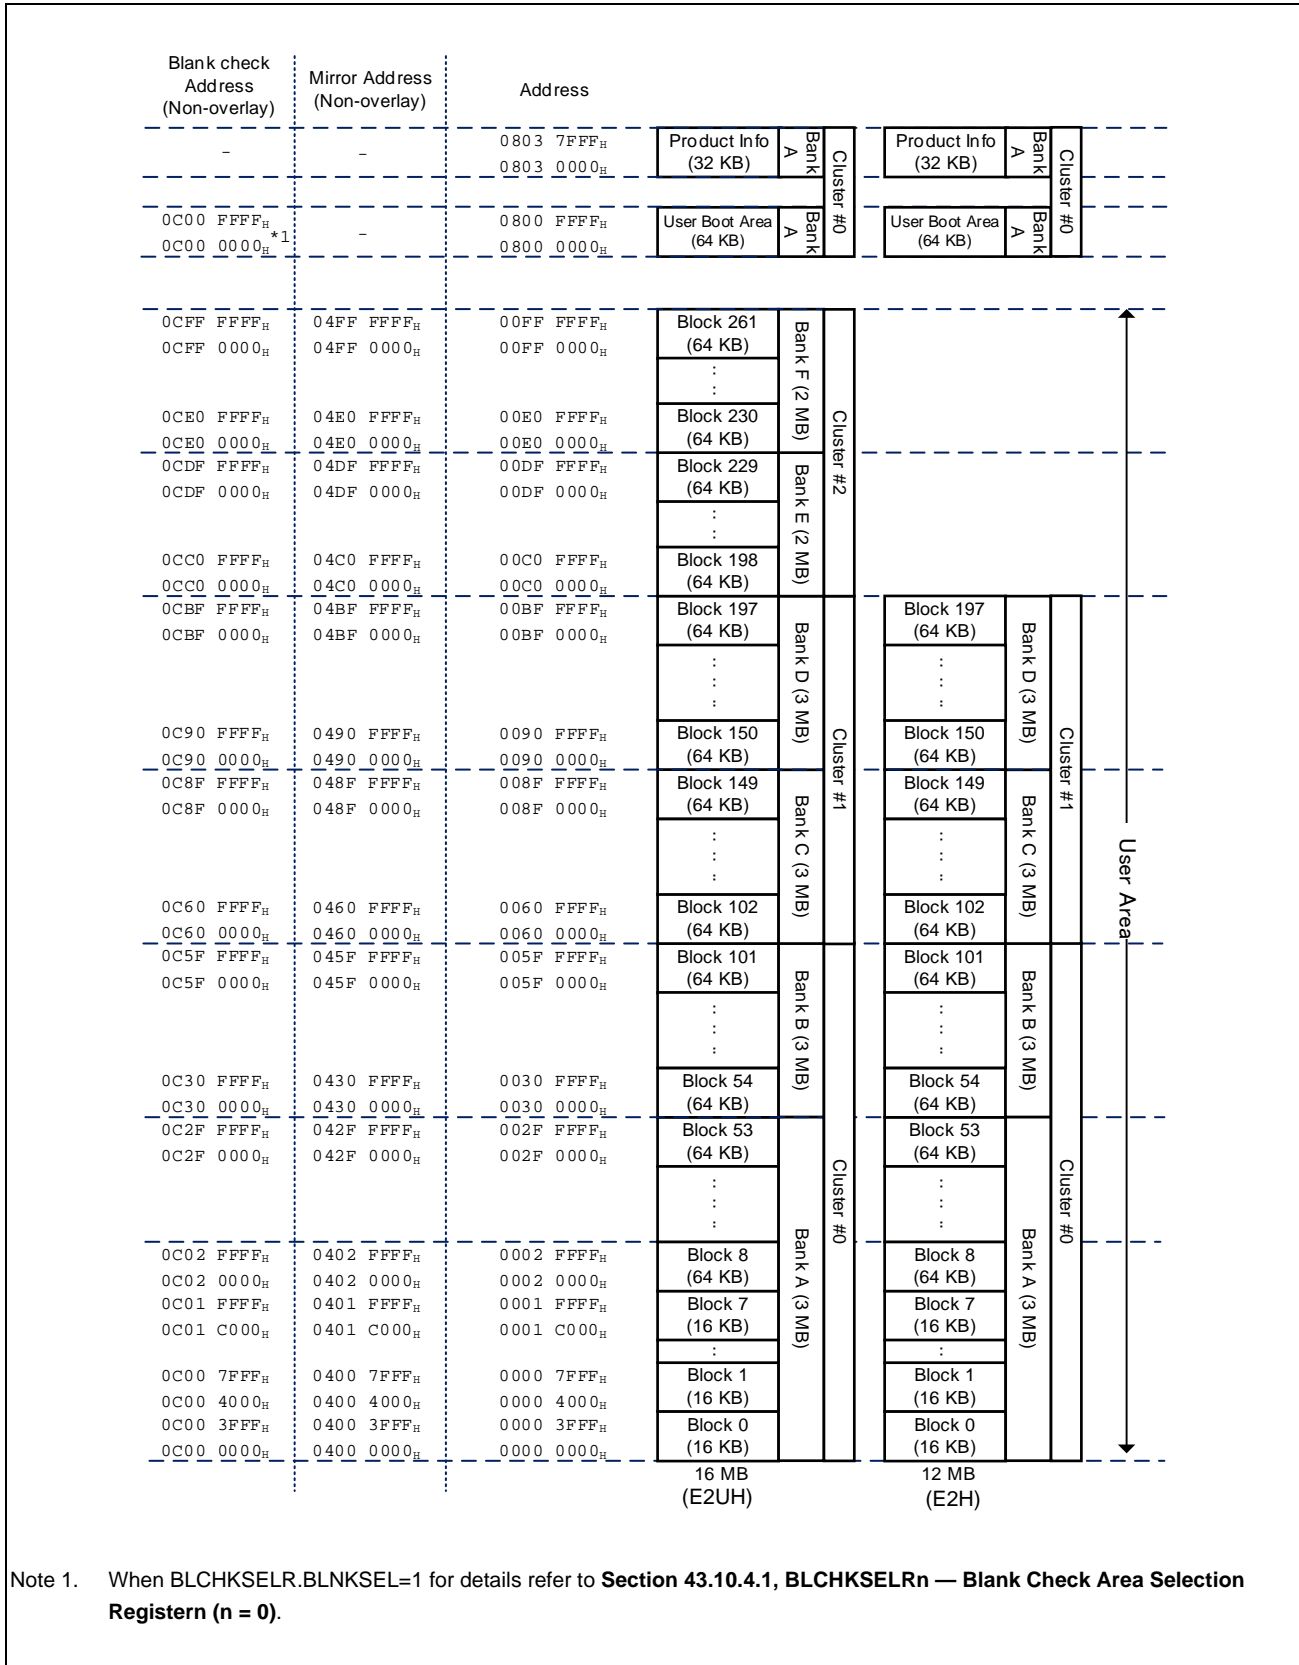 Blank check
Address
(Non-overlay)
Mirror Address
(Non-overlay)
Address
– – 0803 7FFFH Product Info Bank A Cluster #0 Product Info Bank A Cluster #0
0803 0000H (32 KB) (32 KB)
0C00 FFFFH – 0800 FFFFH User Boot Area Bank A User Boot Area Bank A
0C00 0000H*1 0800 0000H (64 KB) (64 KB)
0CFF FFFFH 04FF FFFFH 00FF FFFFH Block 261
0CFF 0000H 04FF 0000H 00FF 0000H (64 KB)
:
Bank F (2 MB)
Cluster #2
0CE0 FFFFH 04E0 FFFFH 00E0 FFFFH Block 230
0CE0 0000H 04E0 0000H 00E0 0000H (64 KB)
0CDF FFFFH 04DF FFFFH 00DF FFFFH Block 229
0CDF 0000H 04DF 0000H 00DF 0000H (64 KB)
:
Bank E (2 MB)
0CC0 FFFFH 04C0 FFFFH 00C0 FFFFH Block 198
0CC0 0000H 04C0 0000H 00C0 0000H (64 KB)
0CBF FFFFH 04BF FFFFH 00BF FFFFH Block 197 Block 197
0CBF 0000H 04BF 0000H 00BF 0000H (64 KB) (64 KB)
: :
Bank D (3 MB) Bank D (3 MB)
0C90 FFFFH 0490 FFFFH 0090 FFFFH Block 150 Block 150
0C90 0000H 0490 0000H 0090 0000H (64 KB) (64 KB)
Cluster #1 Cluster #1
0C8F FFFFH 048F FFFFH 008F FFFFH Block 149 Block 149
0C8F 0000H 048F 0000H 008F 0000H (64 KB) (64 KB)
: :
Bank C (3 MB) Bank C (3 MB)
User Area
0C60 FFFFH 0460 FFFFH 0060 FFFFH Block 102 Block 102
0C60 0000H 0460 0000H 0060 0000H (64 KB) (64 KB)
0C5F FFFFH 045F FFFFH 005F FFFFH Block 101 Block 101
0C5F 0000H 045F 0000H 005F 0000H (64 KB) (64 KB)
: :
Bank B (3 MB) Bank B (3 MB)
0C30 FFFFH 0430 FFFFH 0030 FFFFH Block 54 Block 54
0C30 0000H 0430 0000H 0030 0000H (64 KB) (64 KB)
0C2F FFFFH 042F FFFFH 002F FFFFH Block 53 Block 53
0C2F 0000H 042F 0000H 002F 0000H (64 KB) (64 KB)
: :
Cluster #0 Cluster #0
Bank A (3 MB) Bank A (3 MB)
0C02 FFFFH 0402 FFFFH 0002 FFFFH Block 8 Block 8
0C02 0000H 0402 0000H 0002 0000H (64 KB) (64 KB)
0C01 FFFFH 0401 FFFFH 0001 FFFFH Block 7 Block 7
0C01 C000H 0401 C000H 0001 C000H (16 KB) (16 KB)
: :
0C00 7FFFH 0400 7FFFH 0000 7FFFH Block 1 Block 1
0C00 4000H 0400 4000H 0000 4000H (16 KB) (16 KB)
0C00 3FFFH 0400 3FFFH 0000 3FFFH Block 0 Block 0
0C00 0000H 0400 0000H 0000 0000H (16 KB) (16 KB)
16 MB 12 MB
(E2UH) (E2H)
Note 1. When BLCHKSELR.BLNKSEL=1 for details refer to Section 43.10.4.1, BLCHKSELRn — Blank Check Area Selection
Registern (n = 0).